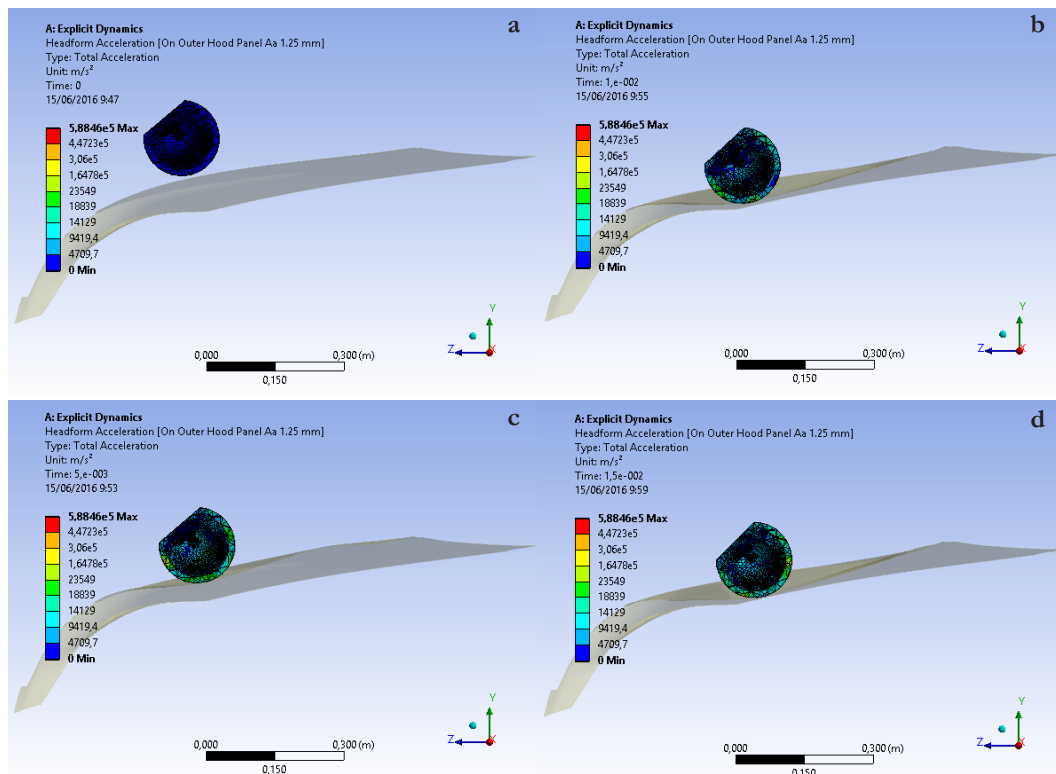 a
A: Explicit Dynamics
Headform Acceleration [On Outer Hood Panel Aa 1.25 mm]
Type: Total Acceleration
Unit: m/s²
Time: 0
15/06/2016 9:47
5,8846e5 Max
4,4723e5
3,06e5
1,6478e5
23549
18839
14129
9419,4
4709,7
0 Min
Y
Z
X
0,000
0,300 (m)
0,150
b
A: Explicit Dynamics
Headform Acceleration [On Outer Hood Panel Aa 1.25 mm]
Type: Total Acceleration
Unit: m/s²
Time: 1,e-002
15/06/2016 9:55
5,8846e5 Max
4,4723e5
3,06e5
1,6478e5
23549
18839
14129
9419,4
4709,7
0 Min
Y
Z
X
0,000
0,300 (m)
0,150
c
A: Explicit Dynamics
Headform Acceleration [On Outer Hood Panel Aa 1.25 mm]
Type: Total Acceleration
Unit: m/s²
Time: 5,e-003
15/06/2016 9:53
5,8846e5 Max
4,4723e5
3,06e5
1,6478e5
23549
18839
14129
9419,4
4709,7
0 Min
Y
Z
X
0,000
0,300 (m)
0,150
d
A: Explicit Dynamics
Headform Acceleration [On Outer Hood Panel Aa 1.25 mm]
Type: Total Acceleration
Unit: m/s²
Time: 1,5e-002
15/06/2016 9:59
5,8846e5 Max
4,4723e5
3,06e5
1,6478e5
23549
18839
14129
9419,4
4709,7
0 Min
Y
Z
X
0,000
0,300 (m)
0,150